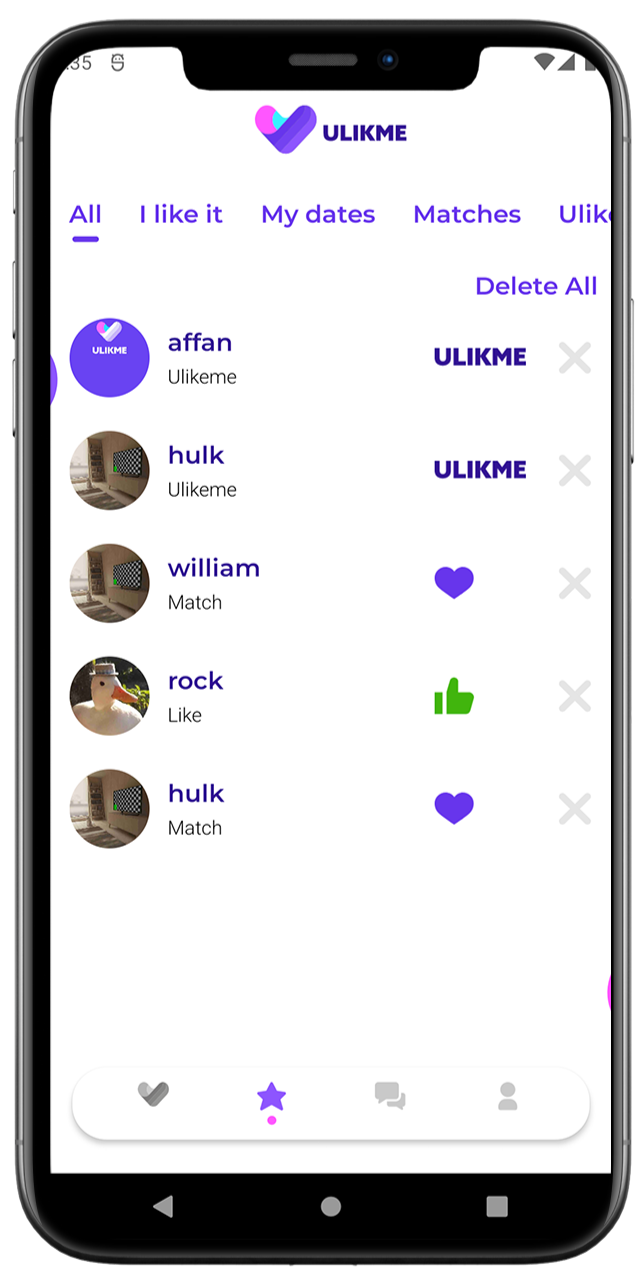 :35
ULIKME
All I like it My dates Matches Ulik
Delete All
ULIKME
affan
Ulikeme
ULIKME
hulk
Ulikeme
ULIKME
william
Match
rock
Like
hulk
Match